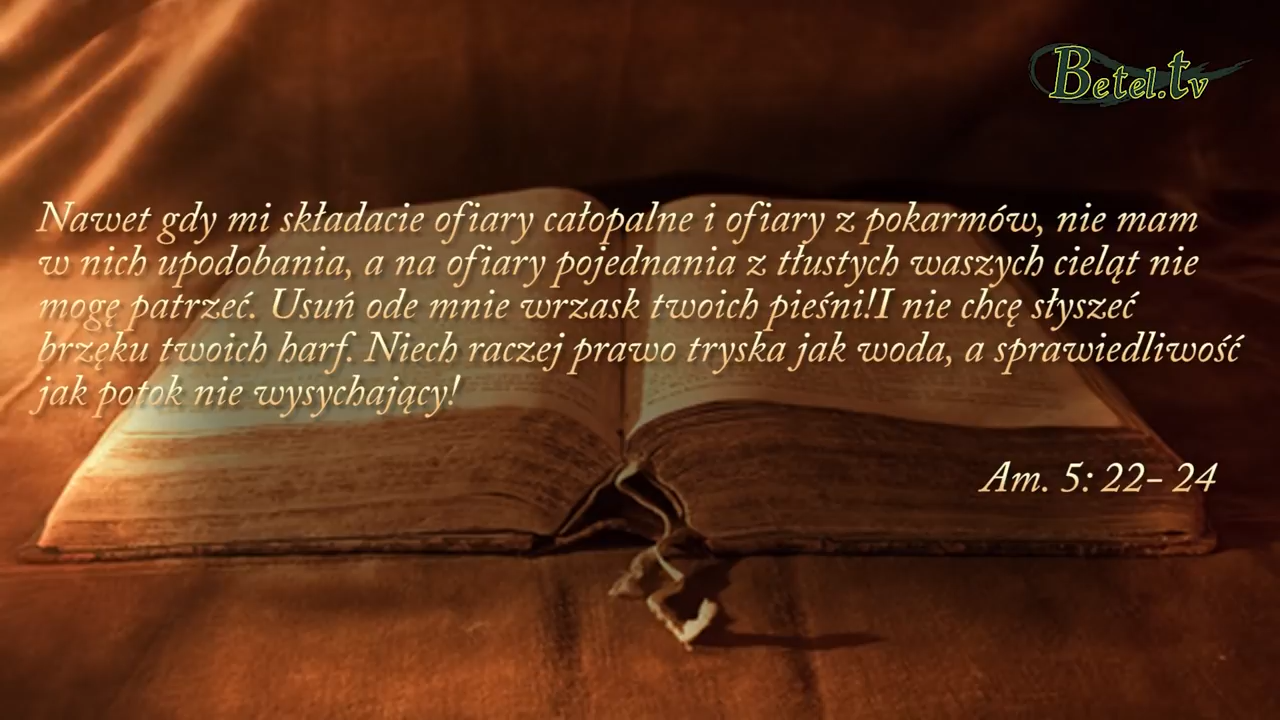 Betel.tv
Nawet gdy mi składacie ofiary całopalne i ofiary z pokarmów, nie mam
w nich upodobania, a na ofiary pojednania z tłustych waszych cieląt nie
mogę patrzeć. Usuń ode mnie wrzask twoich pieśni!I nie chcę słyszeć
brzęku twoich harf. Niech raczej prawo tryska jak woda, a sprawiedliwość
jak potok nie wysychający!
Am. 5: 22- 24